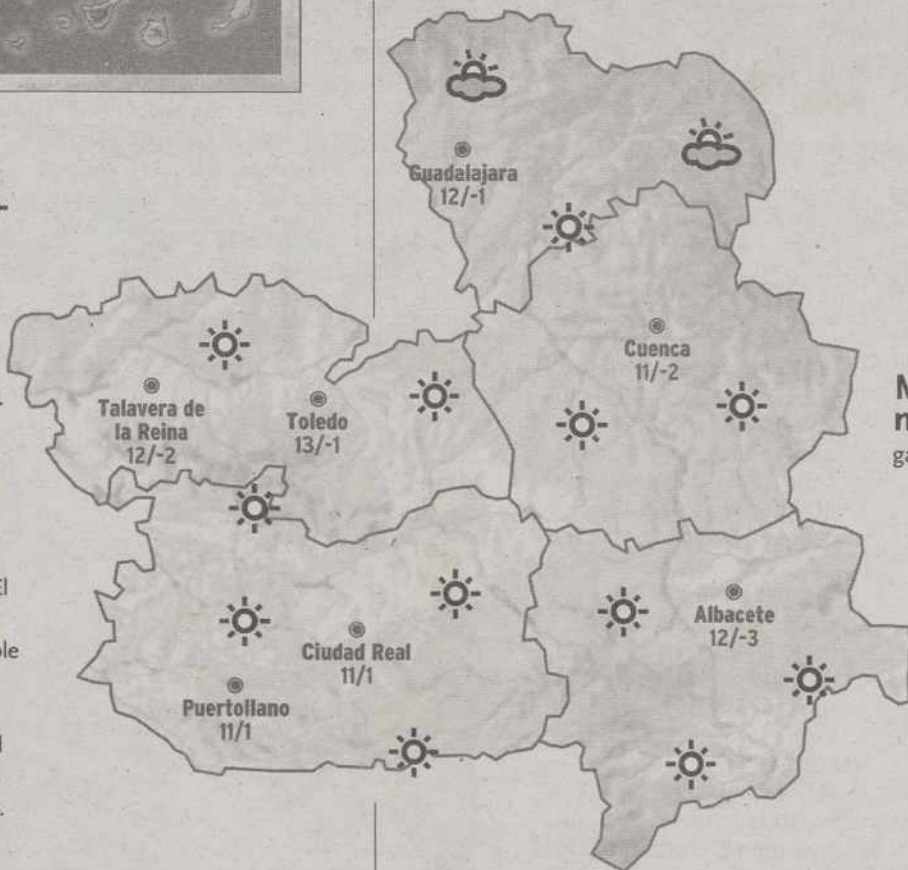 Guadalajara
12/-1
Cuenca
11/-2
Talavera de
la Reina
12/-2
Toledo
13/-1
Albacete
12/-3
Ciudad Real
11/1
Puertollano
11/1